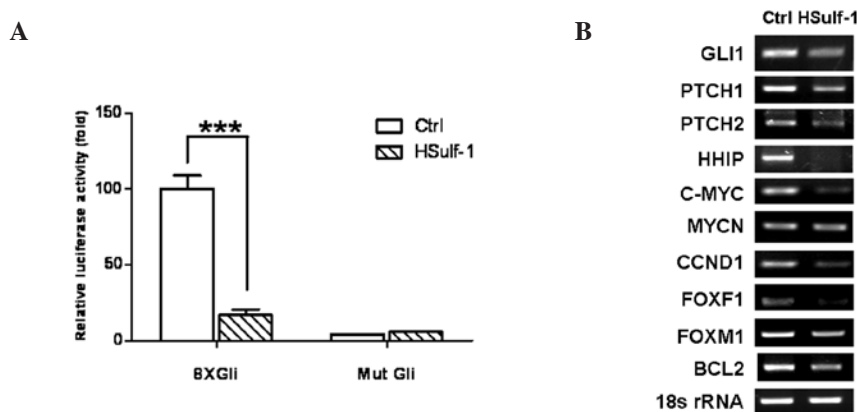 A
Relative luciferase activity (fold)
150
100
50
0
***
Ctrl
HSulf-1
8XGli
Mut Gli
B
Ctrl HSulf-1
GLI1
PTCH1
PTCH2
HHIP
C-MYC
MYCN
CCND1
FOXF1
FOXM1
BCL2
18s rRNA